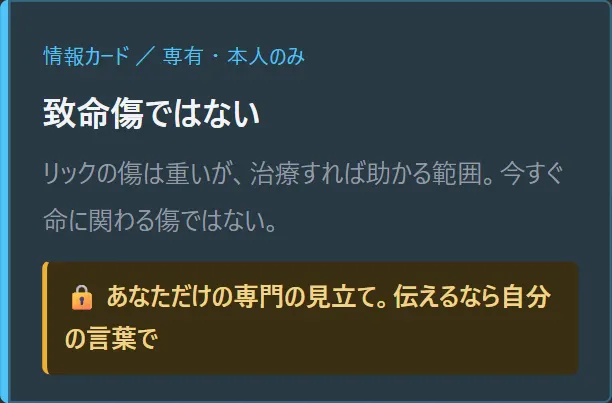 情報カード ／ 専有・本人のみ
致命傷ではない
リックの傷は重いが、治療すれば助かる範囲。今すぐ
命に関わる傷ではない。
🔒 あなただけの専門の見立て。伝えるなら自分
の言葉で